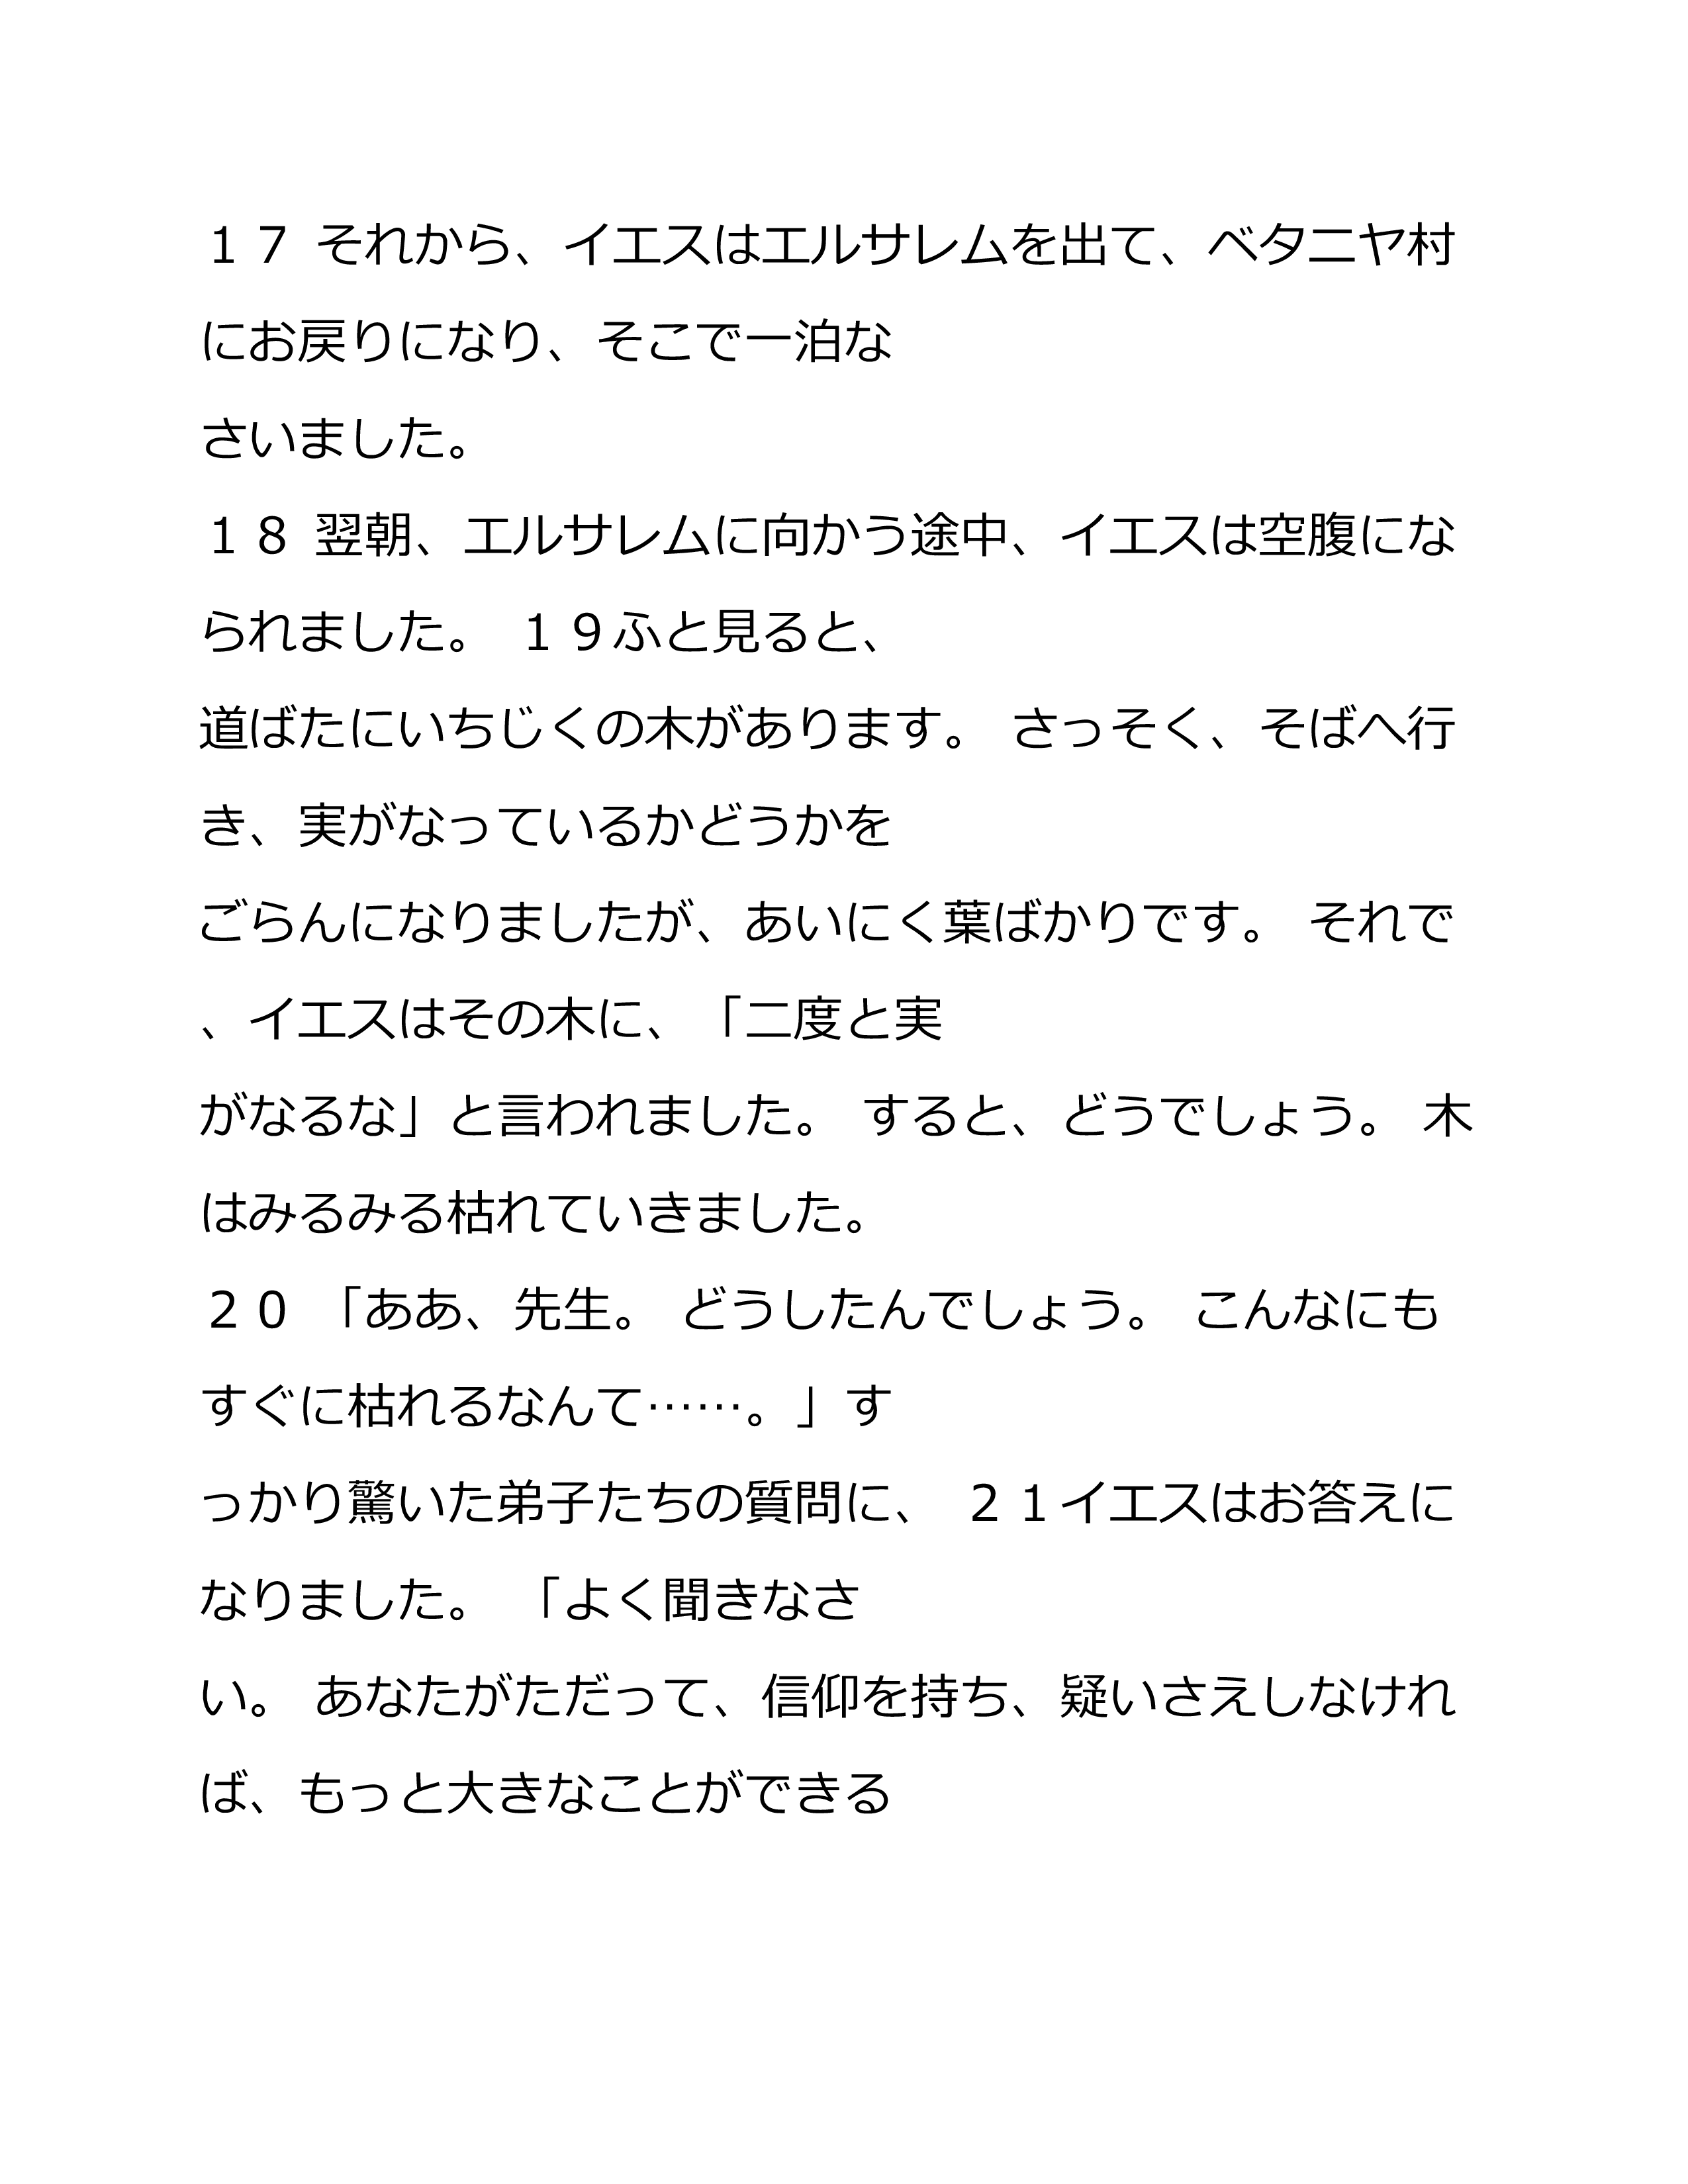 １７ それから、イエスはエルサレムを出て、ベタニヤ村
にお戻りになり、そこで一泊な
さいました。
１８ 翌朝、エルサレムに向かう途中、イエスは空腹にな
られました。 １９ふと見ると、
道ばたにいちじくの木があります。 さっそく、そばへ行
き、実がなっているかどうかを
ごらんになりましたが、あいにく葉ばかりです。 それで
、イエスはその木に、「二度と実
がなるな」と言われました。 すると、どうでしょう。 木
はみるみる枯れていきました。
２０ 「ああ、先生。 どうしたんでしょう。 こんなにも
すぐに枯れるなんて……。」す
っかり驚いた弟子たちの質問に、 ２１イエスはお答えに
なりました。 「よく聞きなさ
い。 あなたがただって、信仰を持ち、疑いさえしなけれ
ば、もっと大きなことができる